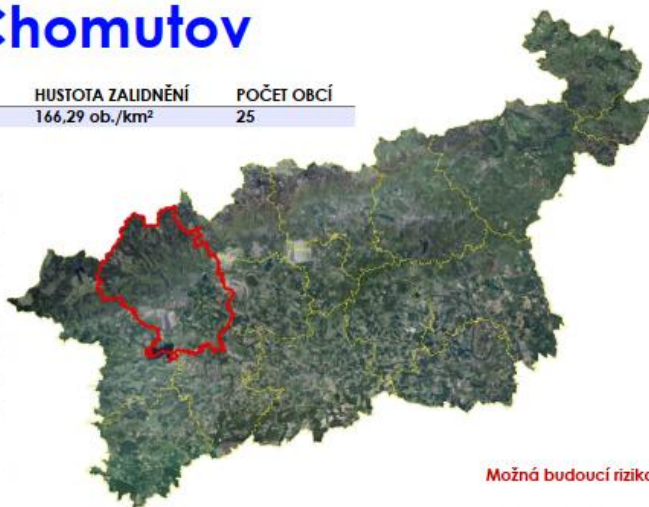 Chomutov
HUSTOTA ZALIDNĚNÍ POČET OBCÍ
166,29 ob./km² 25
Možná budoucí rizika